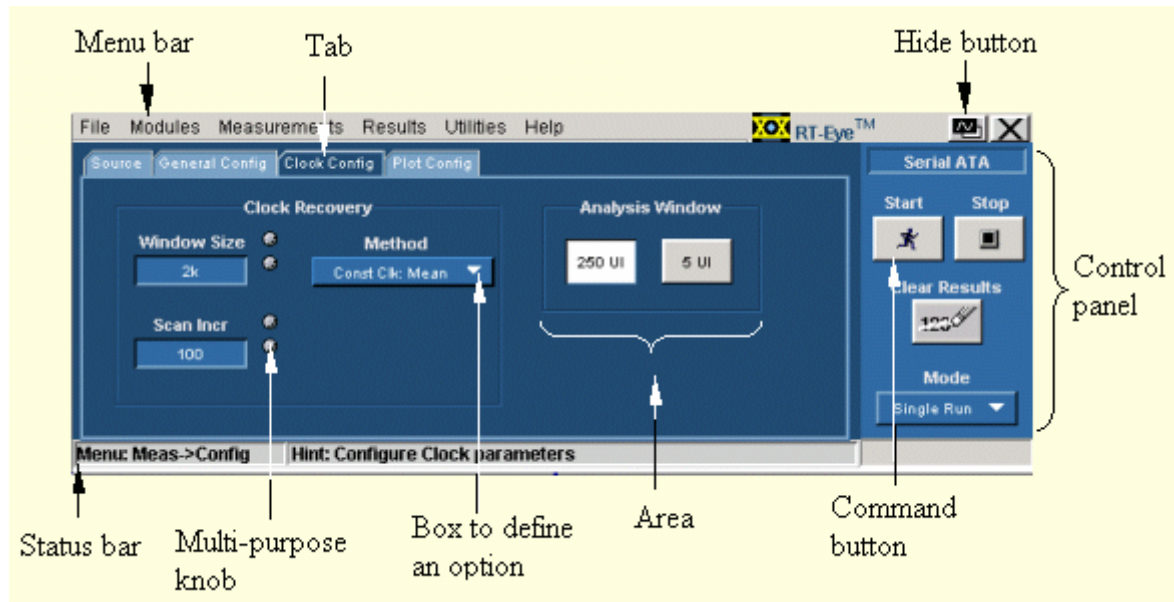 Menu bar
Tab
Hide button
File Modules Measurements Results Utilities Help
RT-Eye™
Source General Config Clock Config Plot Config
Serial ATA
Clock Recovery
Analysis Window
Start Stop
Window Size
Method
2k
Const Clk: Mean
250 UI
5 UI
Control
panel
Clear Results
123
Scan Incr
100
Mode
Single Run
Menu: Meas->Config Hint: Configure Clock parameters
Status bar
Multi-purpose
knob
Box to define
an option
Area
Command
button